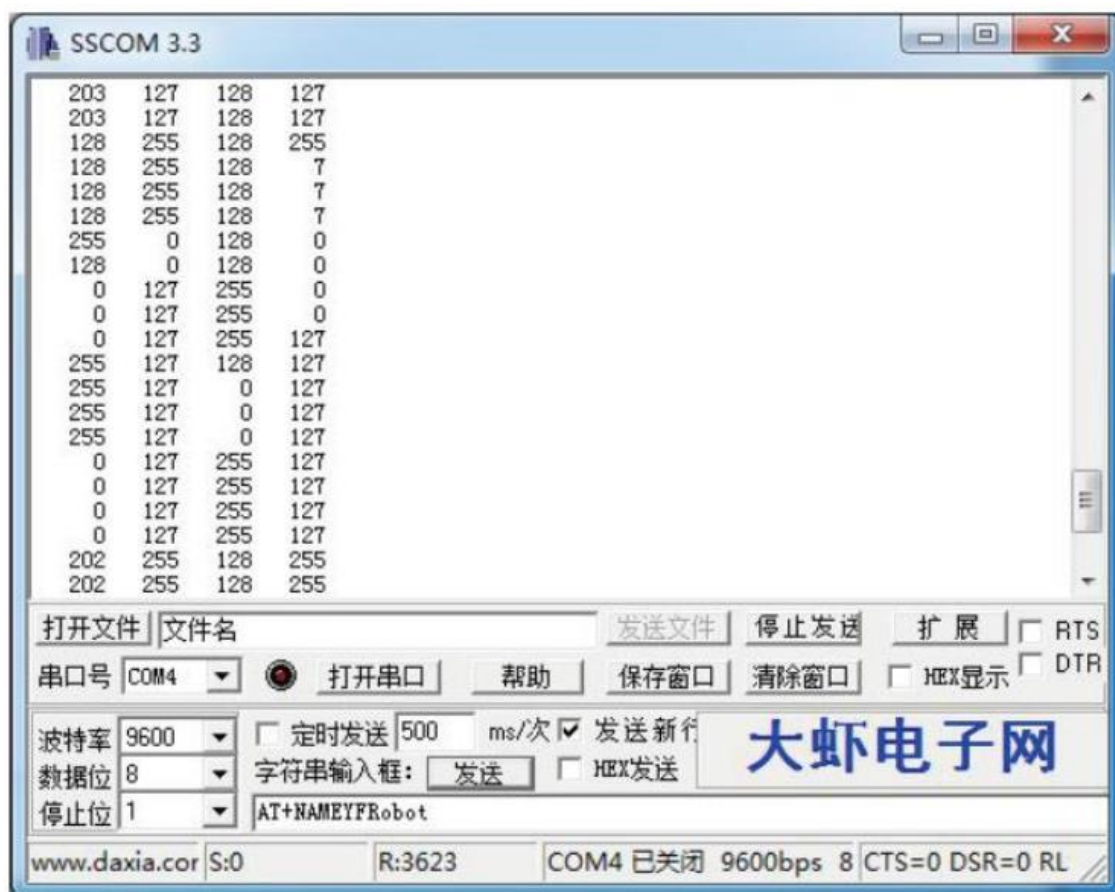 SSCOM 3.3
203 127 128 127
203 127 128 127
128 255 128 255
128 255 128 7
128 255 128 7
128 255 128 7
255 0 128 0
128 0 128 0
0 127 255 0
0 127 255 0
0 127 255 127
255 127 128 127
255 127 0 127
255 127 0 127
255 127 0 127
0 127 255 127
0 127 255 127
0 127 255 127
0 127 255 127
202 255 128 255
202 255 128 255
打开文件 文件名 发送文件 停止发送 扩展 RTS
串口号 COM4 打开串口 帮助 保存窗口 清除窗口 HEX显示 DTR
波特率 9600 定时发送 500 ms/次 发送新行 大虾电子网
数据位 8 字符串输入框: 发送 HEX发送
停止位 1 AT+NAMEYFRobot
www.daxia.cor S:0 R:3623 COM4 已关闭 9600bps 8 CTS=0 DSR=0 RL